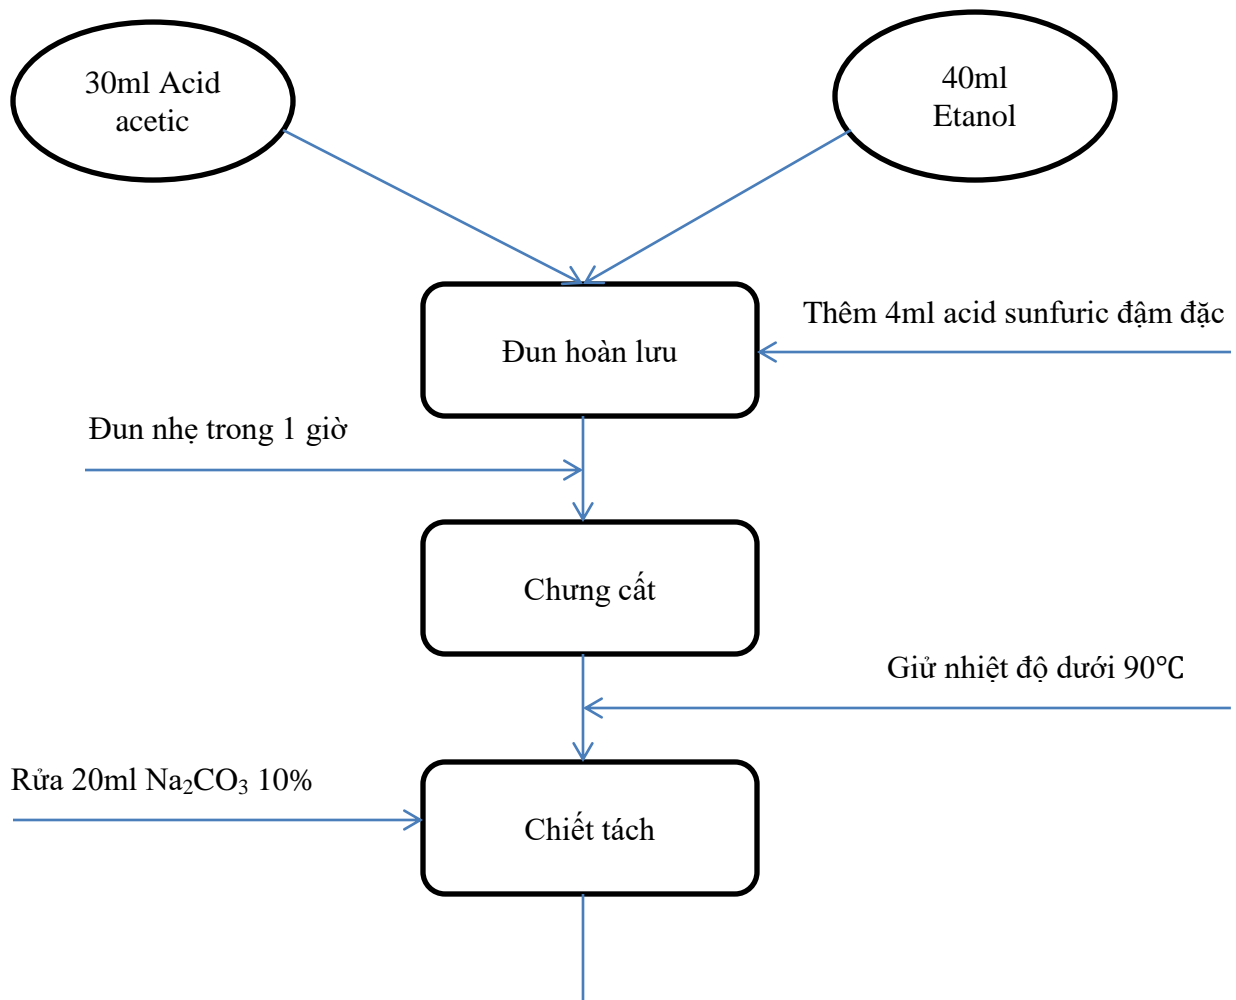 30ml Acid
acetic
40ml
Etanol
Thêm 4ml acid sunfuric đậm đặc
Đun hoàn lưu
Đun nhẹ trong 1 giờ
Chưng cất
Giử nhiệt độ dưới 90℃
Rửa 20ml Na₂CO₃ 10%
Chiết tách